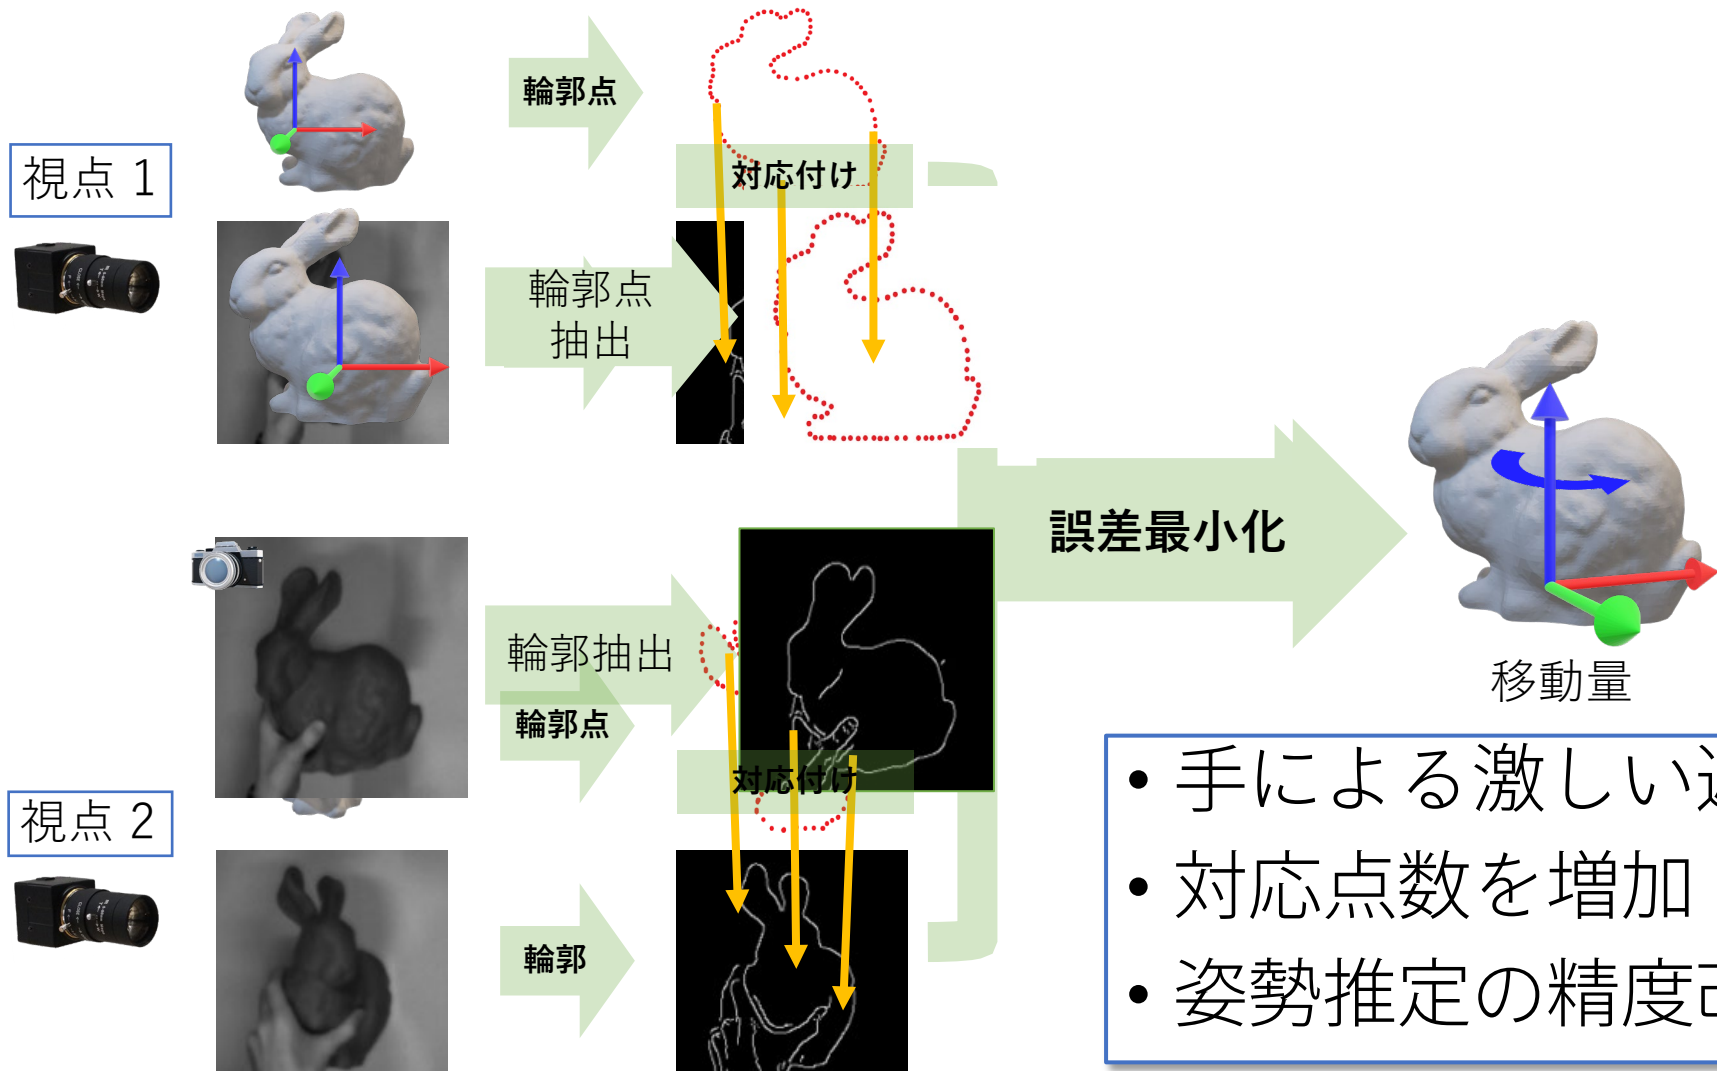 輪郭点
対応付け
視点 1
輪郭点
抽出
誤差最小化
輪郭抽出
輪郭点
移動量
対応付け
視点 2
輪郭
• 手による激しい
• 対応点数を増加
• 姿勢推定の精度